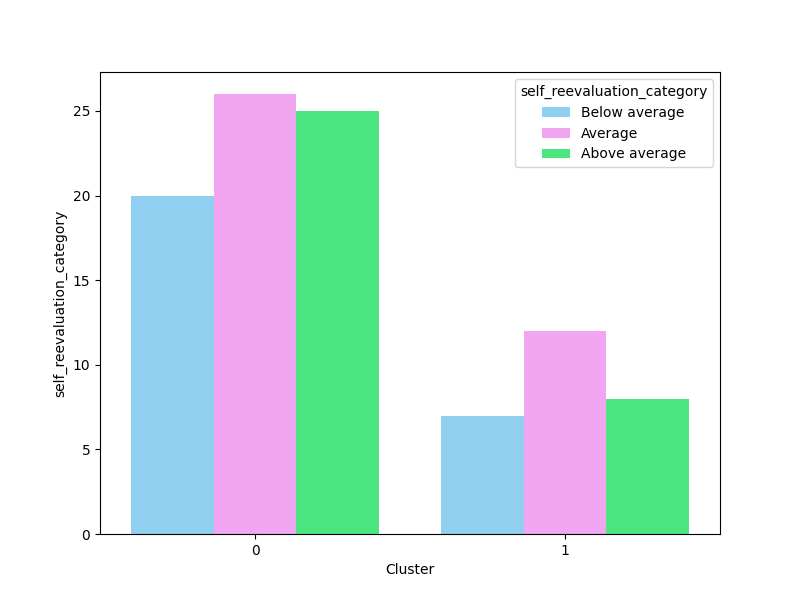 self_reevaluation_category
Below average
Average
Above average
25
20
15
10
5
0
self_reevaluation_category
0
1
Cluster